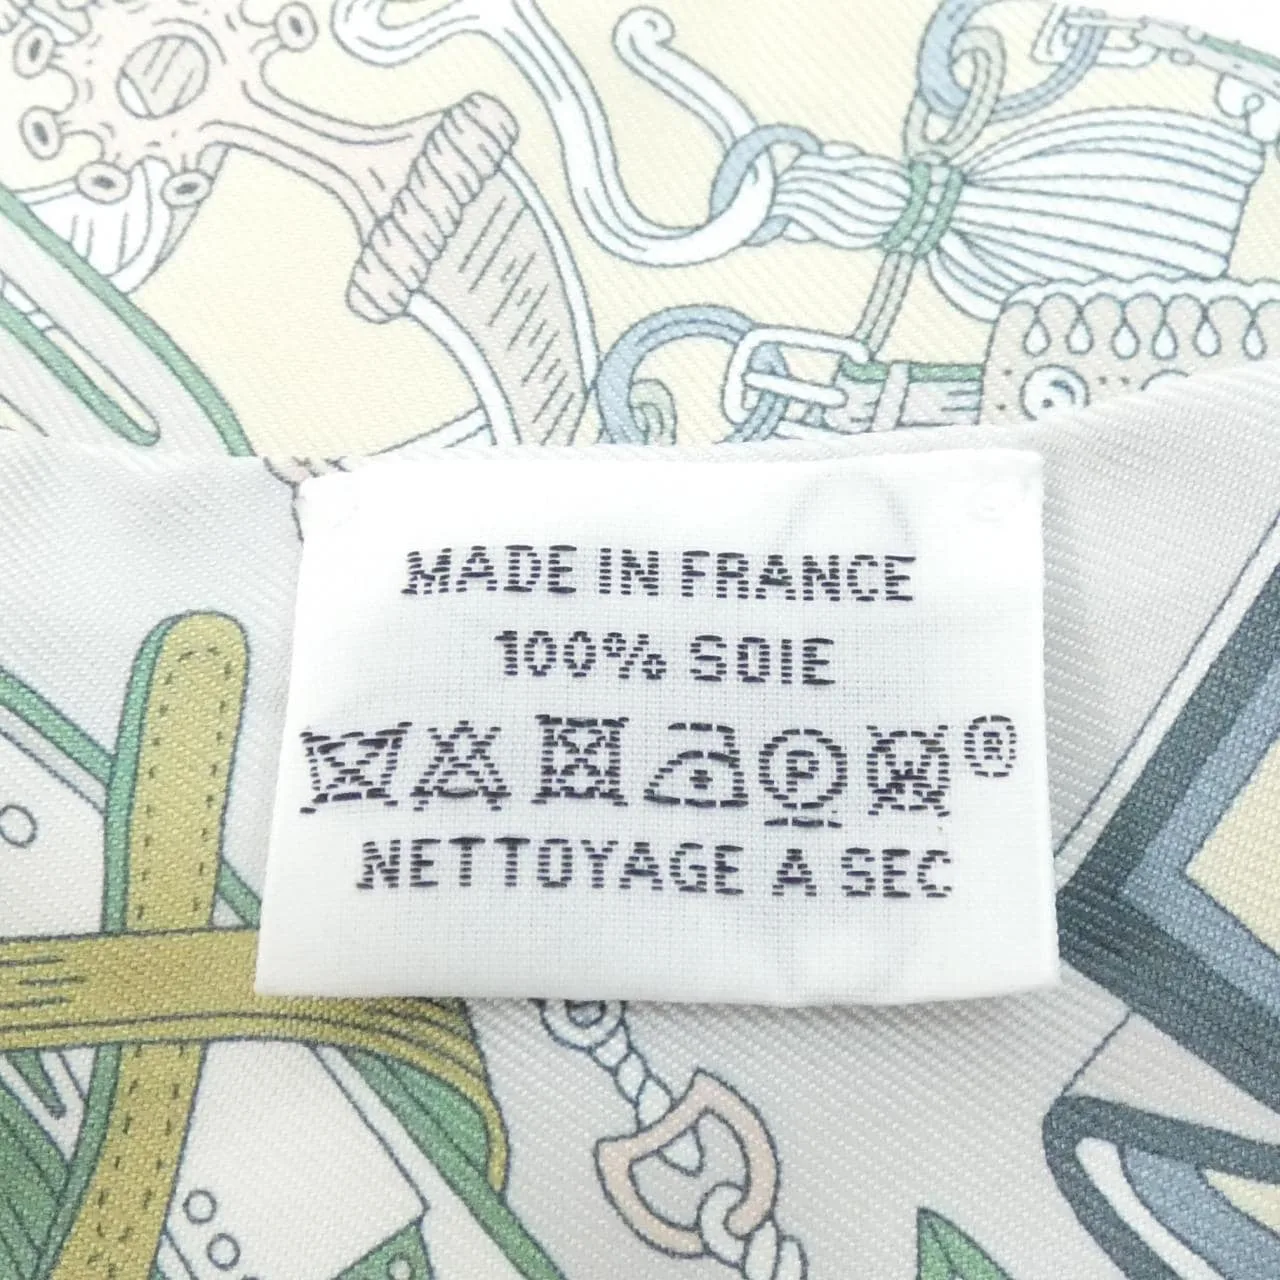 MADE IN FRANCE
100% SOIE
P W ®
NETTOYAGE A SEC